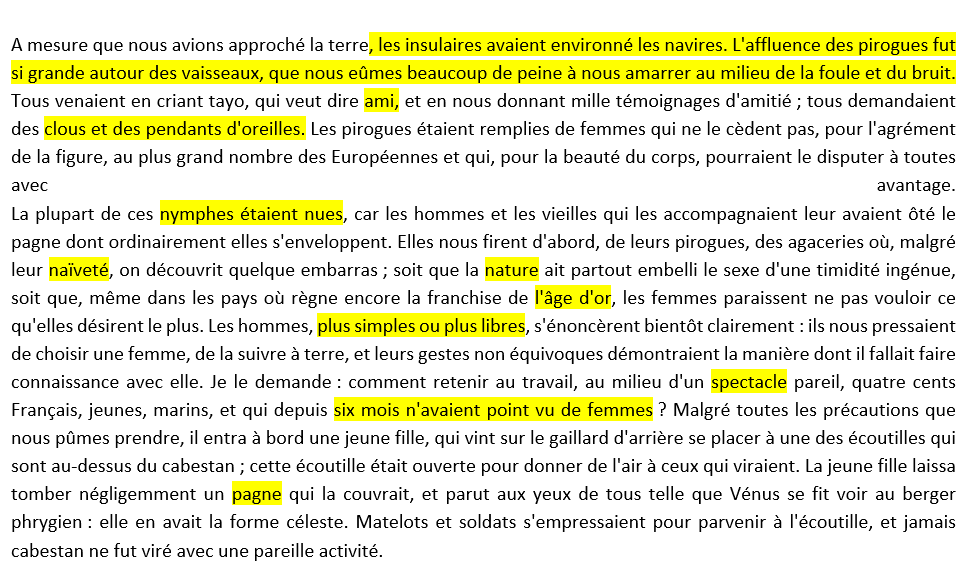 A mesure que nous avions approché la terre, les insulaires avaient environné les navires. L'affluence des pirogues fut
si grande autour des vaisseaux, que nous eûmes beaucoup de peine à nous amarrer au milieu de la foule et du bruit.
Tous venaient en criant tayo, qui veut dire ami, et en nous donnant mille témoignages d'amitié ; tous demandaient
des clous et des pendants d'oreilles. Les pirogues étaient remplies de femmes qui ne le cèdent pas, pour l'agrément
de la figure, au plus grand nombre des Européennes et qui, pour la beauté du corps, pourraient le disputer à toutes
avec avantage.
La plupart de ces nymphes étaient nues, car les hommes et les vieilles qui les accompagnaient leur avaient ôté le
pagne dont ordinairement elles s'enveloppent. Elles nous firent d'abord, de leurs pirogues, des agaceries où, malgré
leur naïveté, on découvrit quelque embarras ; soit que la nature ait partout embelli le sexe d'une timidité ingénue,
soit que, même dans les pays où règne encore la franchise de l'âge d'or, les femmes paraissent ne pas vouloir ce
qu'elles désirent le plus. Les hommes, plus simples ou plus libres, s'énoncèrent bientôt clairement : ils nous pressaient
de choisir une femme, de la suivre à terre, et leurs gestes non équivoques démontraient la manière dont il fallait faire
connaissance avec elle. Je le demande : comment retenir au travail, au milieu d'un spectacle pareil, quatre cents
Français, jeunes, marins, et qui depuis six mois n'avaient point vu de femmes ? Malgré toutes les précautions que
nous pûmes prendre, il entra à bord une jeune fille, qui vint sur le gaillard d'arrière se placer à une des écoutilles qui
sont au-dessus du cabestan ; cette écoutille était ouverte pour donner de l'air à ceux qui viraient. La jeune fille laissa
tomber négligemment un pagne qui la couvrait, et parut aux yeux de tous telle que Vénus se fit voir au berger
phrygien : elle en avait la forme céleste. Matelots et soldats s'empressaient pour parvenir à l'écoutille, et jamais
cabestan ne fut viré avec une pareille activité.